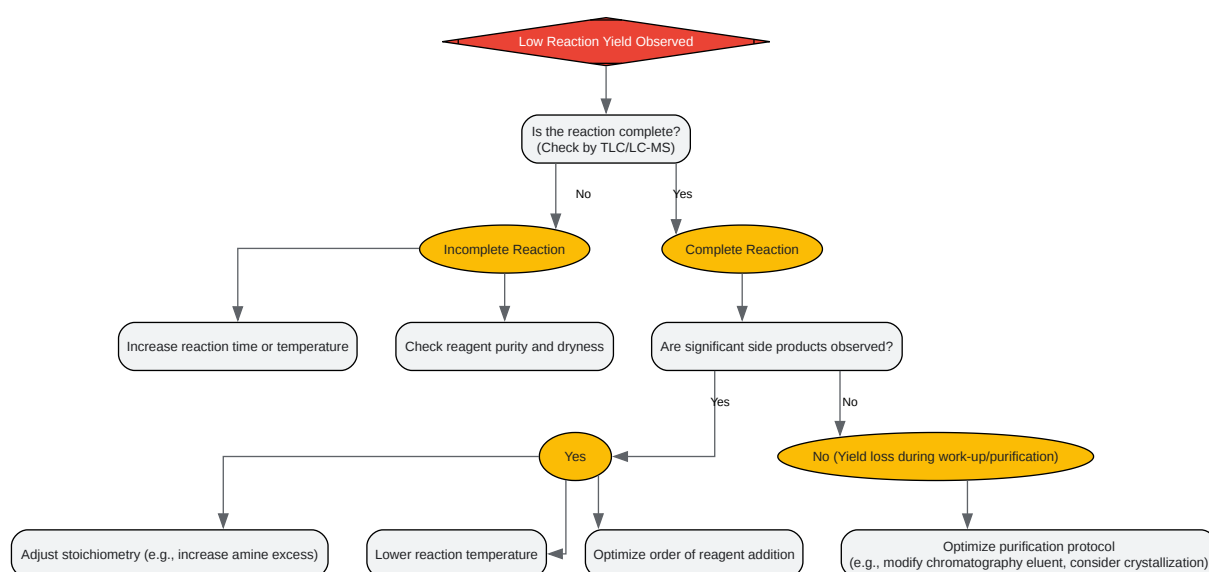 Low Reaction Yield Observed
Is the reaction complete?
(Check by TLC/LC-MS)
No
Yes
Incomplete Reaction
Complete Reaction
Increase reaction time or temperature
Check reagent purity and dryness
Are significant side products observed?
Yes
No
Yes
No (Yield loss during work-up/purification)
Adjust stoichiometry (e.g., increase amine excess)
Lower reaction temperature
Optimize order of reagent addition
Optimize purification protocol
(e.g., modify chromatography eluent, consider crystallization)